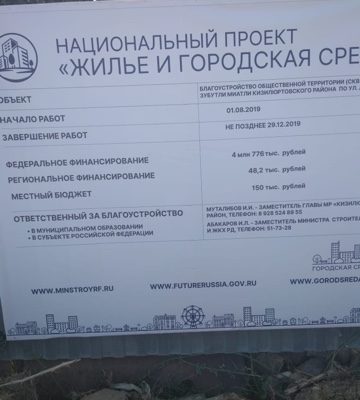 НАЦИОНАЛЬНЫЙ ПРОЕКТ
«ЖИЛЬЕ И ГОРОДСКАЯ СРЕ
ОБЪЕКТ
БЛАГОУСТРОЙСТВО ОБЩЕСТВЕННОЙ ТЕРРИТОРИИ (СКВ
ЗУБУТЛИ МИАТЛИ КИЗИЛЮРТОВСКОГО РАЙОНА ПО УЛ.
НАЧАЛО РАБОТ
01.08.2019
ЗАВЕРШЕНИЕ РАБОТ
НЕ ПОЗДНЕЕ 29.12.2019
ФЕДЕРАЛЬНОЕ ФИНАНСИРОВАНИЕ
4 млн 776 тыс. рублей
РЕГИОНАЛЬНОЕ ФИНАНСИРОВАНИЕ
48,2 тыс. рублей
МЕСТНЫЙ БЮДЖЕТ
150 тыс. рублей
ОТВЕТСТВЕННЫЙ ЗА БЛАГОУСТРОЙСТВО
• В МУНИЦИПАЛЬНОМ ОБРАЗОВАНИИ
• В СУБЪЕКТЕ РОССИЙСКОЙ ФЕДЕРАЦИИ
МУТАЛИБОВ И.И. - ЗАМЕСТИТЕЛЬ ГЛАВЫ МР «КИЗИЛЮ
РАЙОН, ТЕЛЕФОН: 8 928 524 89 55
АБАКАРОВ И.Л. - ЗАМЕСТИТЕЛЬ МИНИСТРА СТРОИТЕ
И ЖКХ РД, ТЕЛЕФОН: 51-73-28
ГОРОДСКАЯ СРЕ
WWW.MINSTROYRF.RU
WWW.FUTURERUSSIA.GOV.RU
WWW.GORODSREDA